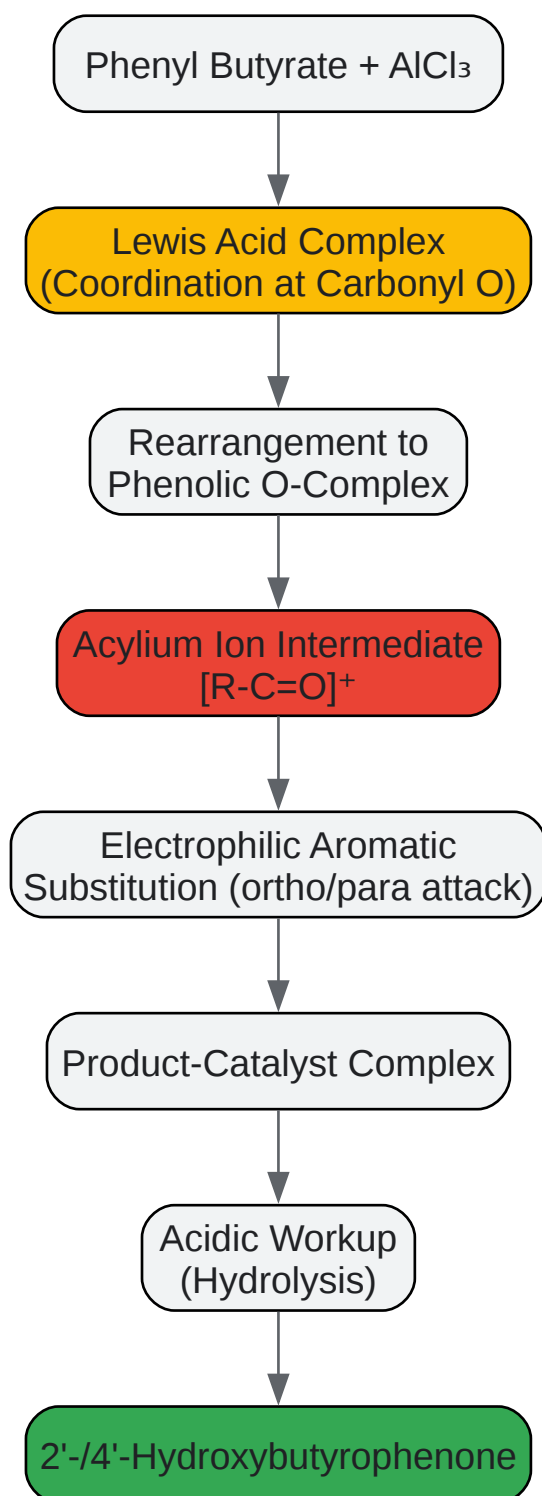 Phenyl Butyrate + AlCl₃
Lewis Acid Complex
(Coordination at Carbonyl O)
Rearrangement to
Phenolic O-Complex
Acylium Ion Intermediate
[R-C=O]⁺
Electrophilic Aromatic
Substitution (ortho/para attack)
Product-Catalyst Complex
Acidic Workup
(Hydrolysis)
2'-/4'-Hydroxybutyrophenone